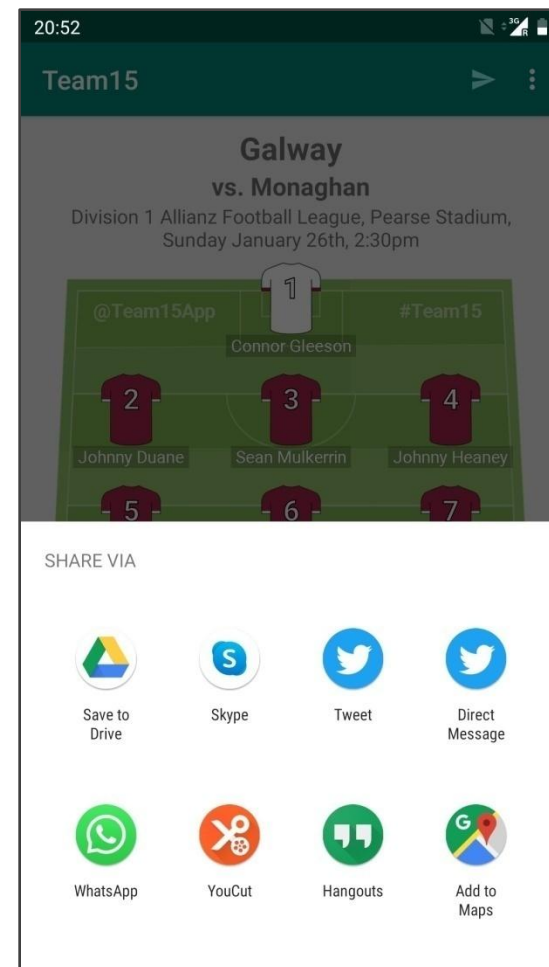 20:52
3G
R
Team15
Galway
vs. Monaghan
Division 1 Allianz Football League, Pearse Stadium,
Sunday January 26th, 2:30pm
1
@Team15App
#Team15
Connor Gleeson
2 3 4
Johnny Duane Sean Mulkerrin Johnny Heaney
5 6 7
SHARE VIA
S
Save to Drive
Skype
Tweet
Direct Message
G
WhatsApp
YouCut
Hangouts
Add to Maps